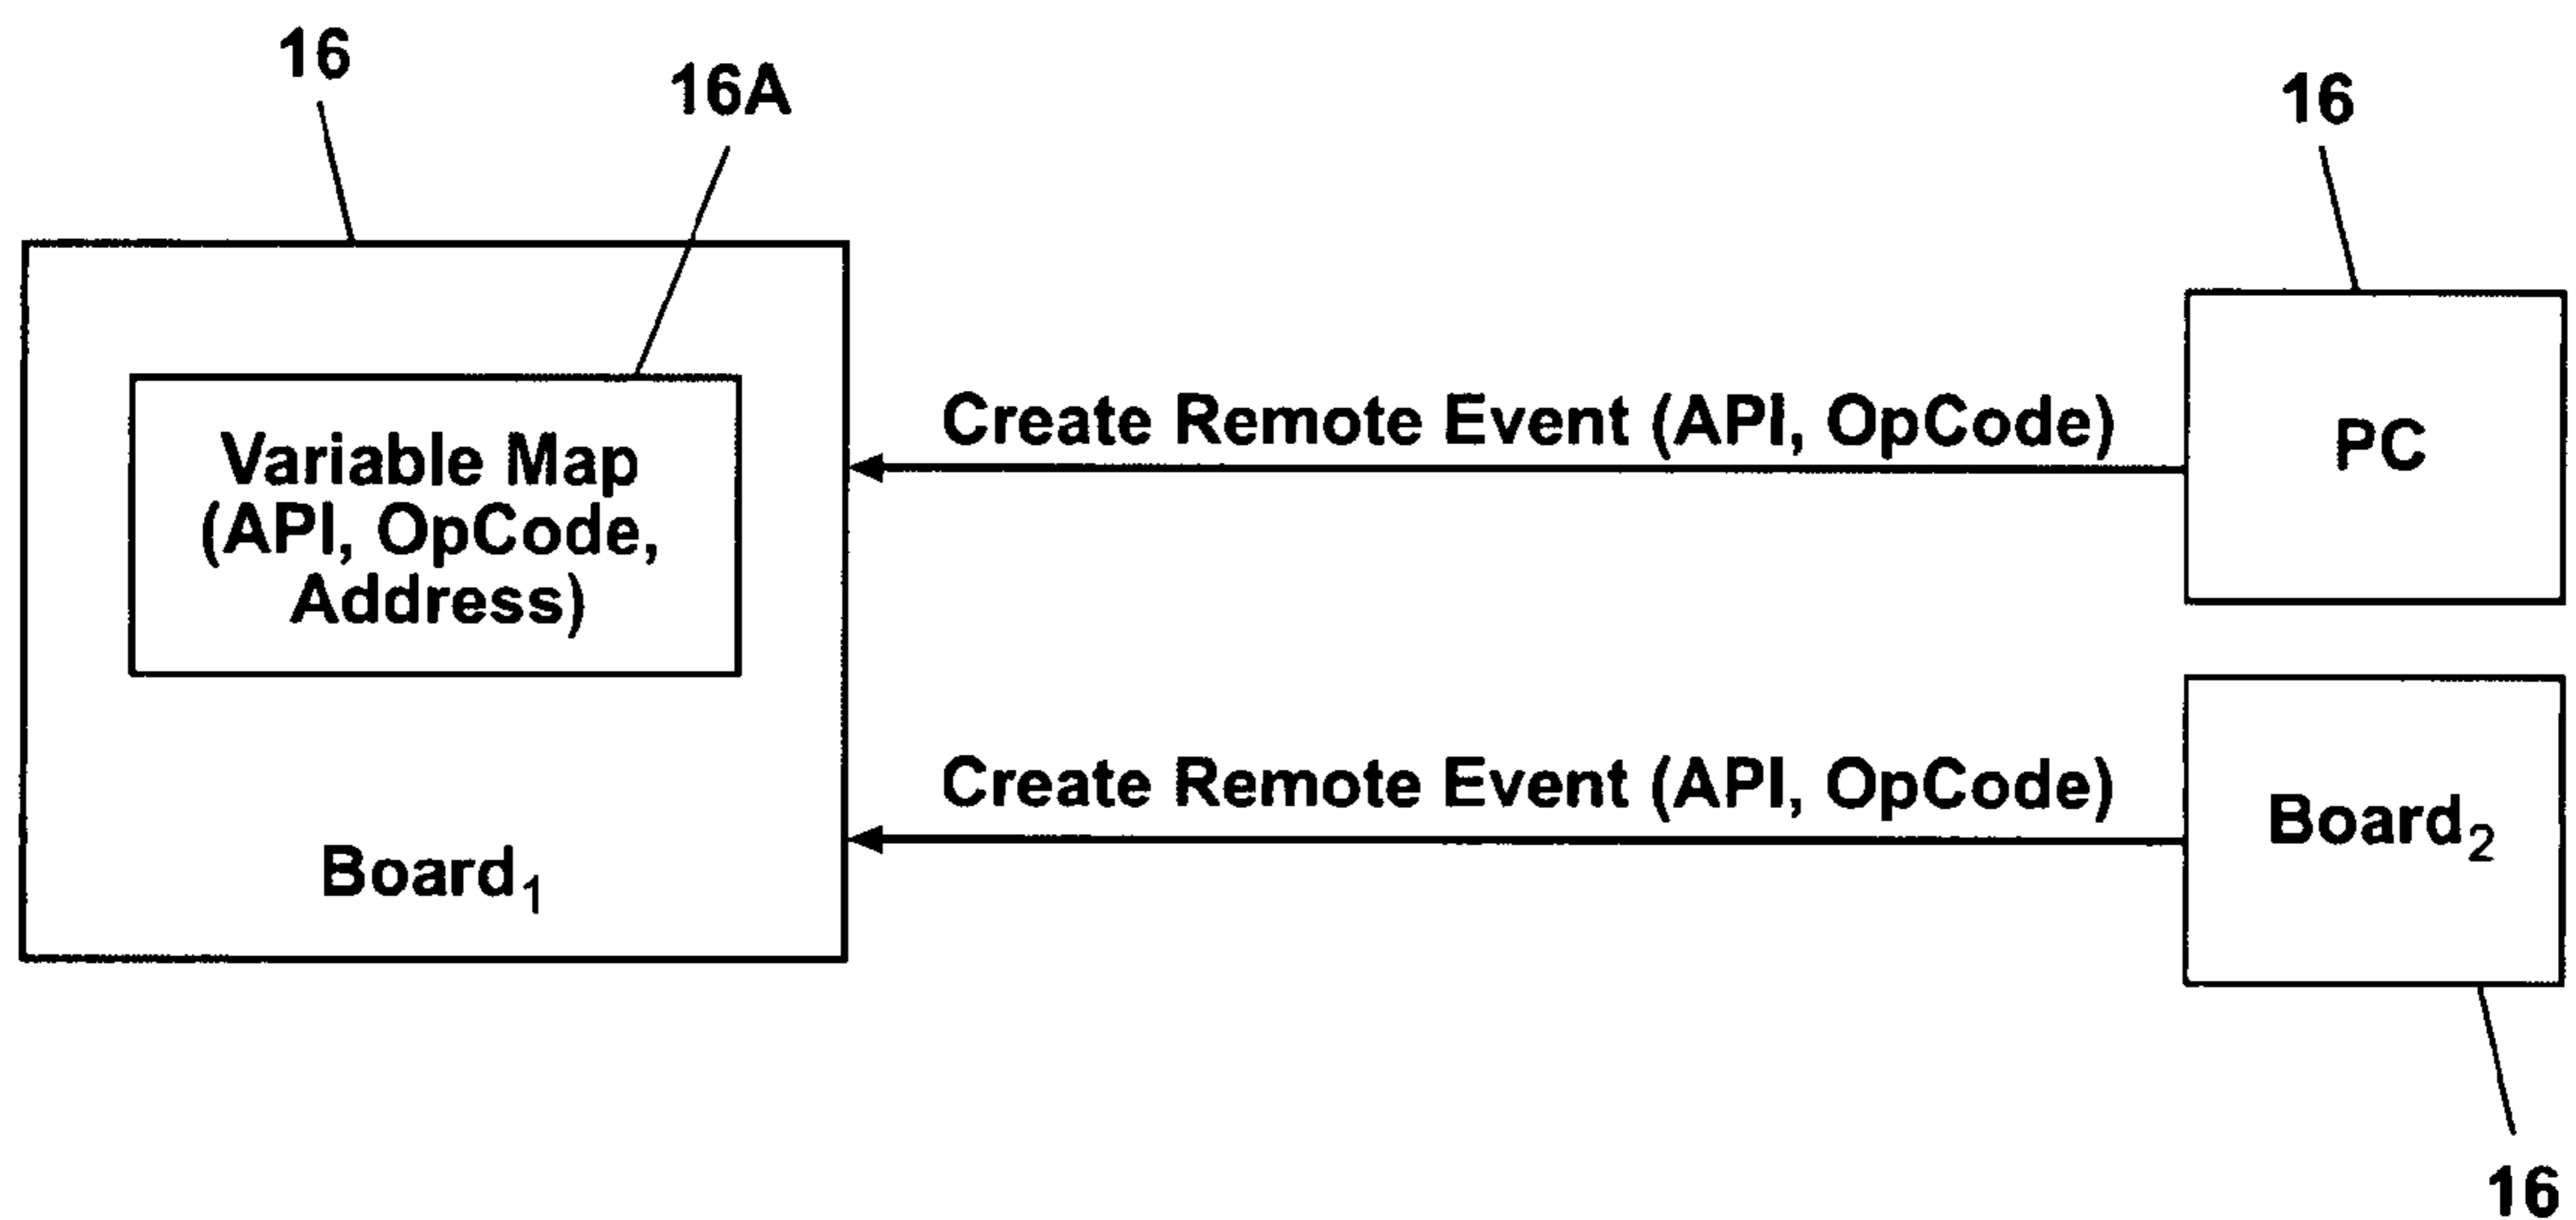 16
16A
16
Variable Map
(API, OpCode,
Address)
Board₁
Create Remote Event (API, OpCode)
PC
Create Remote Event (API, OpCode)
Board₂
16